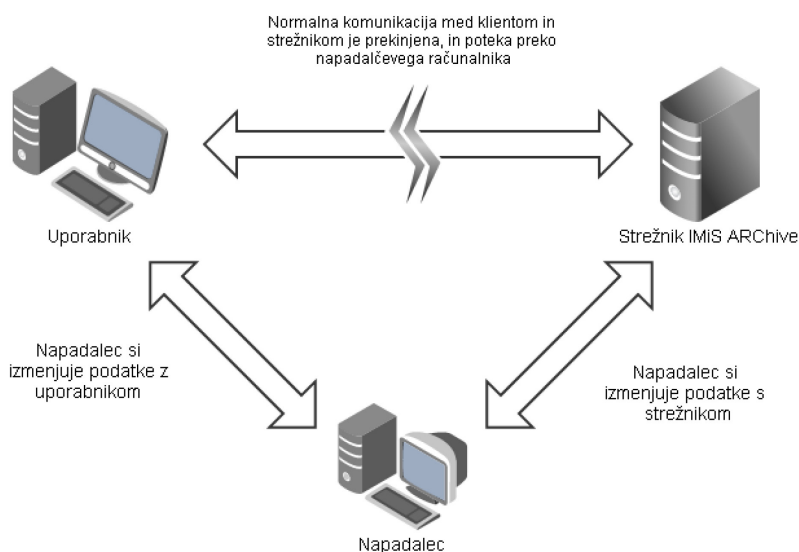 Normalna komunikacija med klientom in
strežnikom je prekinjena, in poteka preko
napadalčevega računalnika
Uporabnik
Strežnik IMiS ARChive
Napadalec si
izmenjuje podatke z
uporabnikom
Napadalec si
izmenjuje podatke s
strežnikom
Napadalec